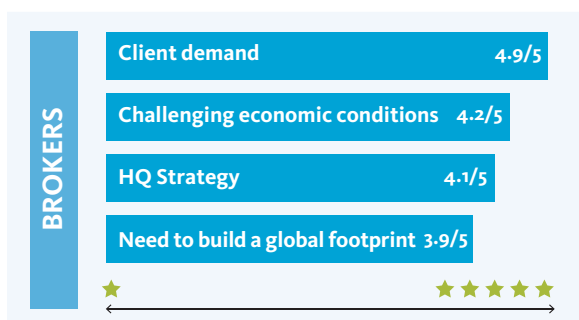 BROKERS
Client demand 4.9/5
Challenging economic conditions 4.2/5
HQ Strategy 4.1/5
Need to build a global footprint 3.9/5